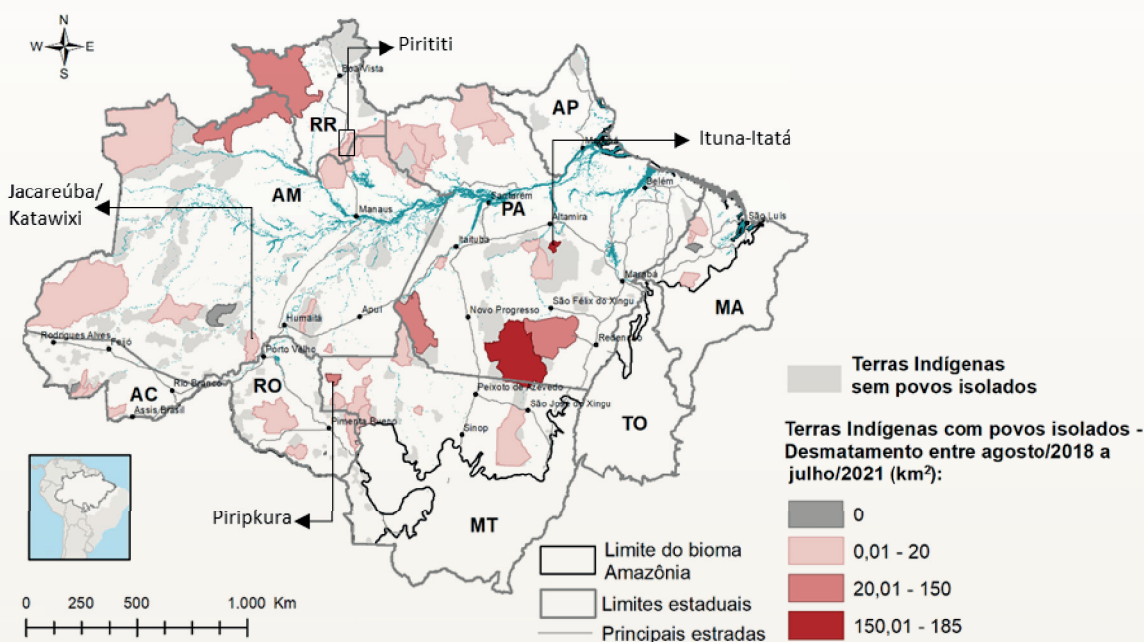 N
W E
S
Pirititi
Boa Vista
RR
AP
Ituna-Itatá
Jacareúba/
Katawixi
AM
Manaus
Santarém
PA
Belém
Altamira
São Luís
Itaituba
Marabá
MA
São Félix do Xingu
Novo Progresso
Humaitá
Apuí
Redenção
Rodrigues Alves
Feijó
Porto Velho
Rio Branco
AC
Assis Brasil
RO
Peixoto de Azevedo
São José do Xingu
TO
Pimenta Bueno
Sinop
Piripkura
MT
Terras Indígenas
sem povos isolados
Terras Indígenas com povos isolados -
Desmatamento entre agosto/2018 a
julho/2021 (km²):
0
0,01 - 20
20,01 - 150
150,01 - 185
Limite do bioma
Amazônia
Limites estaduais
Principais estradas
0 250 500 1.000 Km